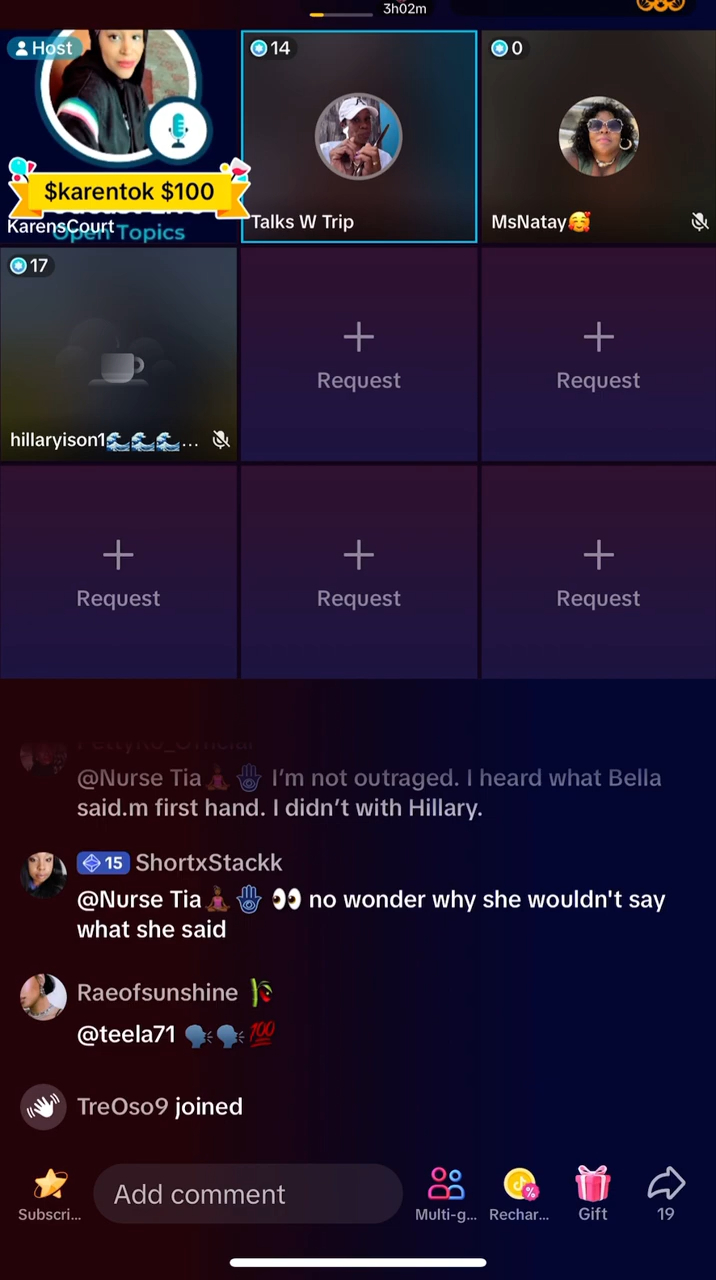 3h02m
Host
14
0
$karentok $100
KarensCourt
Open Topics
Talks W Trip
MsNatay🥰
17
Request
Request
hillaryison1🌊🌊🌊...
Request
Request
Request
@Nurse Tia🧘🏾‍♀️🪬 I'm not outraged. I heard what Bella
said.m first hand. I didn't with Hillary.
15 ShortxStackk
@Nurse Tia🧘🏾‍♀️🪬 👀 no wonder why she wouldn't say
what she said
Raeofsunshine
@teela71 🗣️🗣️💯
TreOso9 joined
Subscri...
Add comment
Multi-g...
Rechar...
Gift
19